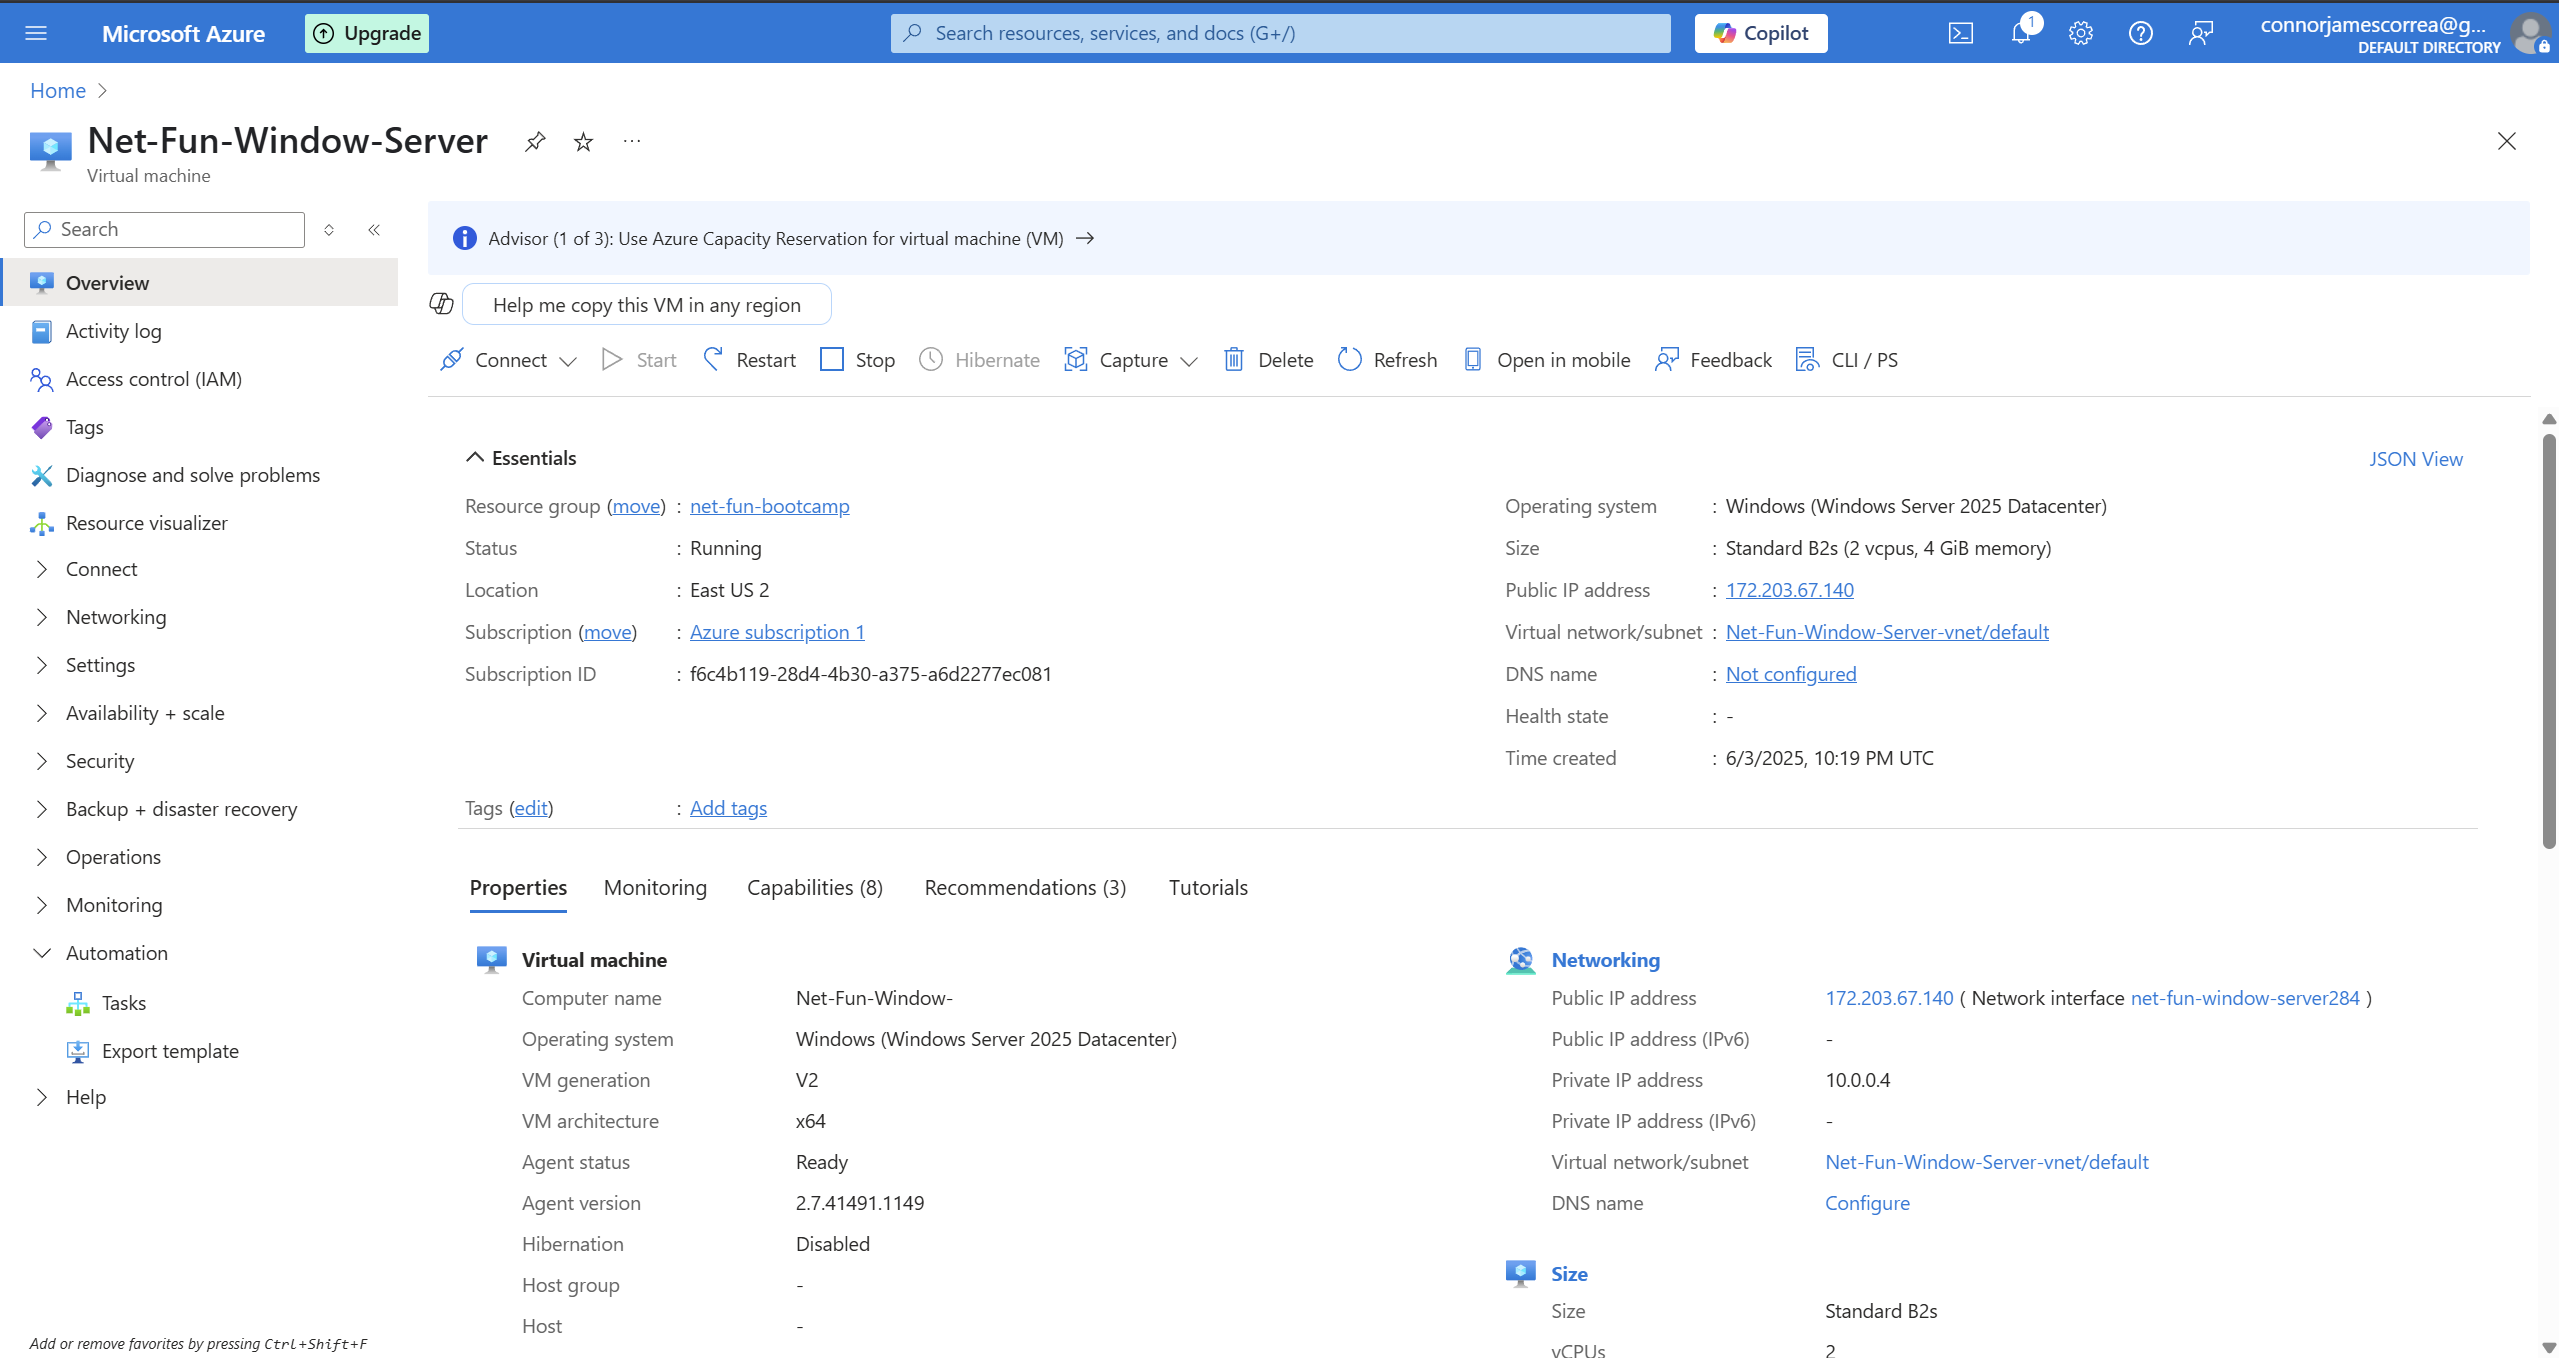 Microsoft Azure
Upgrade
Search resources, services, and docs (G+/)
Copilot
1
connorjamescorrea@g...
DEFAULT DIRECTORY
Home
Net-Fun-Window-Server
Virtual machine
Search
Overview
Activity log
Access control (IAM)
Tags
Diagnose and solve problems
Resource visualizer
Connect
Networking
Settings
Availability + scale
Security
Backup + disaster recovery
Operations
Monitoring
Automation
Tasks
Export template
Help
Add or remove favorites by pressing Ctrl+Shift+F
Advisor (1 of 3): Use Azure Capacity Reservation for virtual machine (VM)
Help me copy this VM in any region
Connect Start Restart Stop Hibernate Capture Delete Refresh Open in mobile Feedback CLI / PS
Essentials
JSON View
Resource group (move) : net-fun-bootcamp
Status : Running
Location : East US 2
Subscription (move) : Azure subscription 1
Subscription ID : f6c4b119-28d4-4b30-a375-a6d2277ec081
Operating system : Windows (Windows Server 2025 Datacenter)
Size : Standard B2s (2 vcpus, 4 GiB memory)
Public IP address : 172.203.67.140
Virtual network/subnet : Net-Fun-Window-Server-vnet/default
DNS name : Not configured
Health state : -
Time created : 6/3/2025, 10:19 PM UTC
Tags (edit) : Add tags
Properties Monitoring Capabilities (8) Recommendations (3) Tutorials
Virtual machine
Computer name Net-Fun-Window-
Operating system Windows (Windows Server 2025 Datacenter)
VM generation V2
VM architecture x64
Agent status Ready
Agent version 2.7.41491.1149
Hibernation Disabled
Host group -
Host -
Networking
Public IP address 172.203.67.140 ( Network interface net-fun-window-server284 )
Public IP address (IPv6) -
Private IP address 10.0.0.4
Private IP address (IPv6) -
Virtual network/subnet Net-Fun-Window-Server-vnet/default
DNS name Configure
Size
Size Standard B2s
vCPUs 2